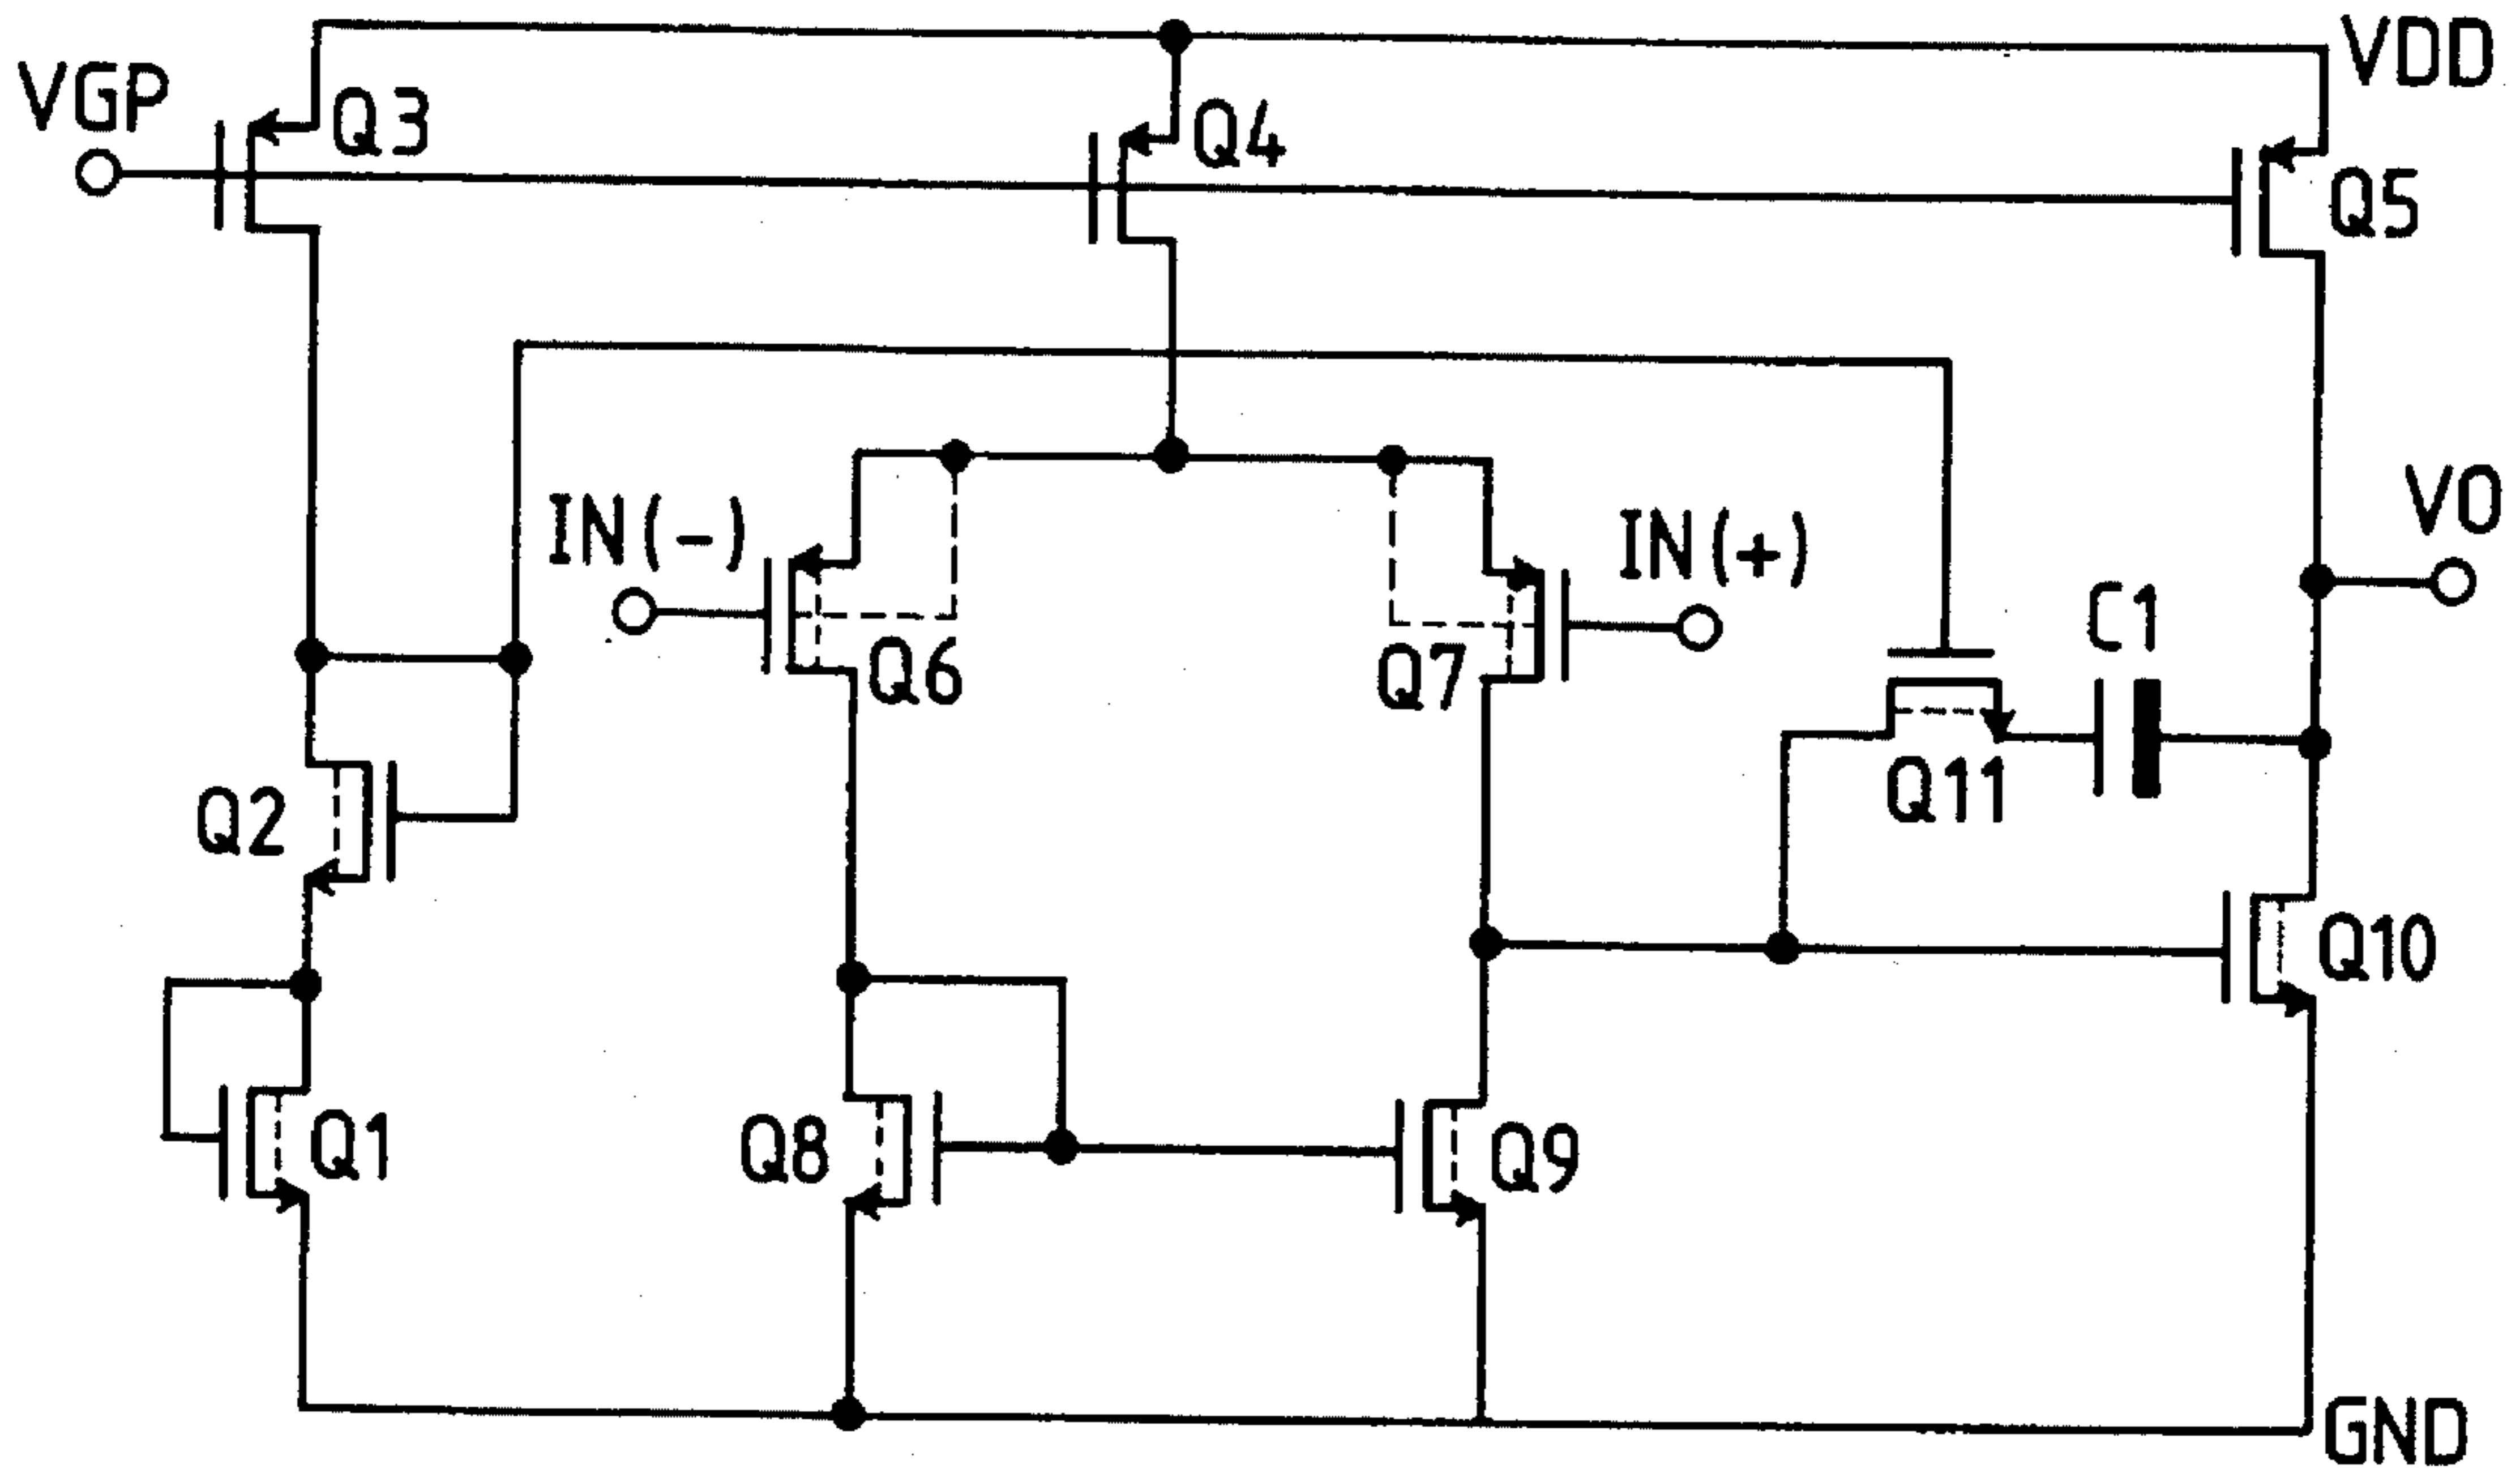 VDD
VGP
Q3
Q4
Q5
IN(-)
IN(+)
VO
C1
Q6
Q7
Q11
Q2
Q10
Q1
Q8
Q9
GND